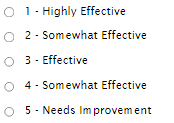 1 - Highly Effective
2 - Somewhat Effective
3 - Effective
4 - Somewhat Effective
5 - Needs Improvement